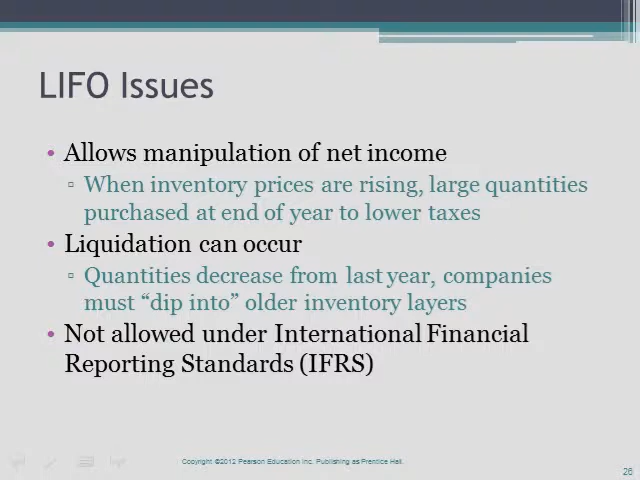 LIFO Issues
• Allows manipulation of net income
▫ When inventory prices are rising, large quantities
purchased at end of year to lower taxes
• Liquidation can occur
▫ Quantities decrease from last year, companies
must “dip into” older inventory layers
• Not allowed under International Financial
Reporting Standards (IFRS)
Copyright ©2012 Pearson Education Inc. Publishing as Prentice Hall.
26